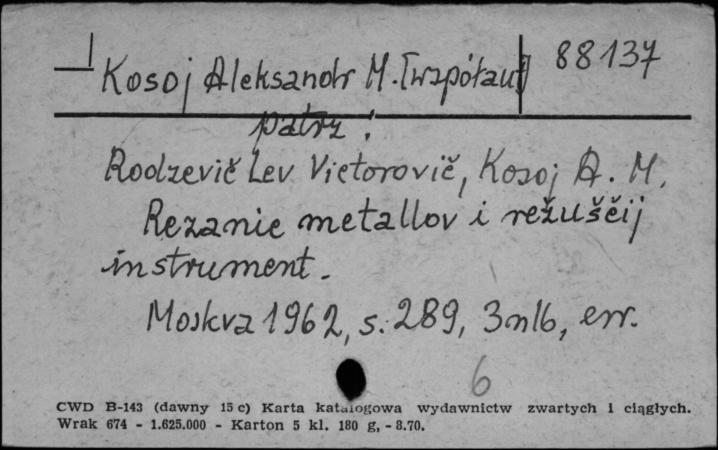 Kosoj Aleksandr M. [współaut] 88137
patrz:
Rodzevič Lev Victorovič, Kosoj A. M.
Rezanie metallov i režuščij
instrument.
Moskva 1962, s. 289, 3 nlb, err.
6
CWD B-143 (dawny 15 c) Karta katalogowa wydawnictw zwartych i ciągłych.
Wrak 674 - 1.625.000 - Karton 5 kl. 180 g, - 8.70.